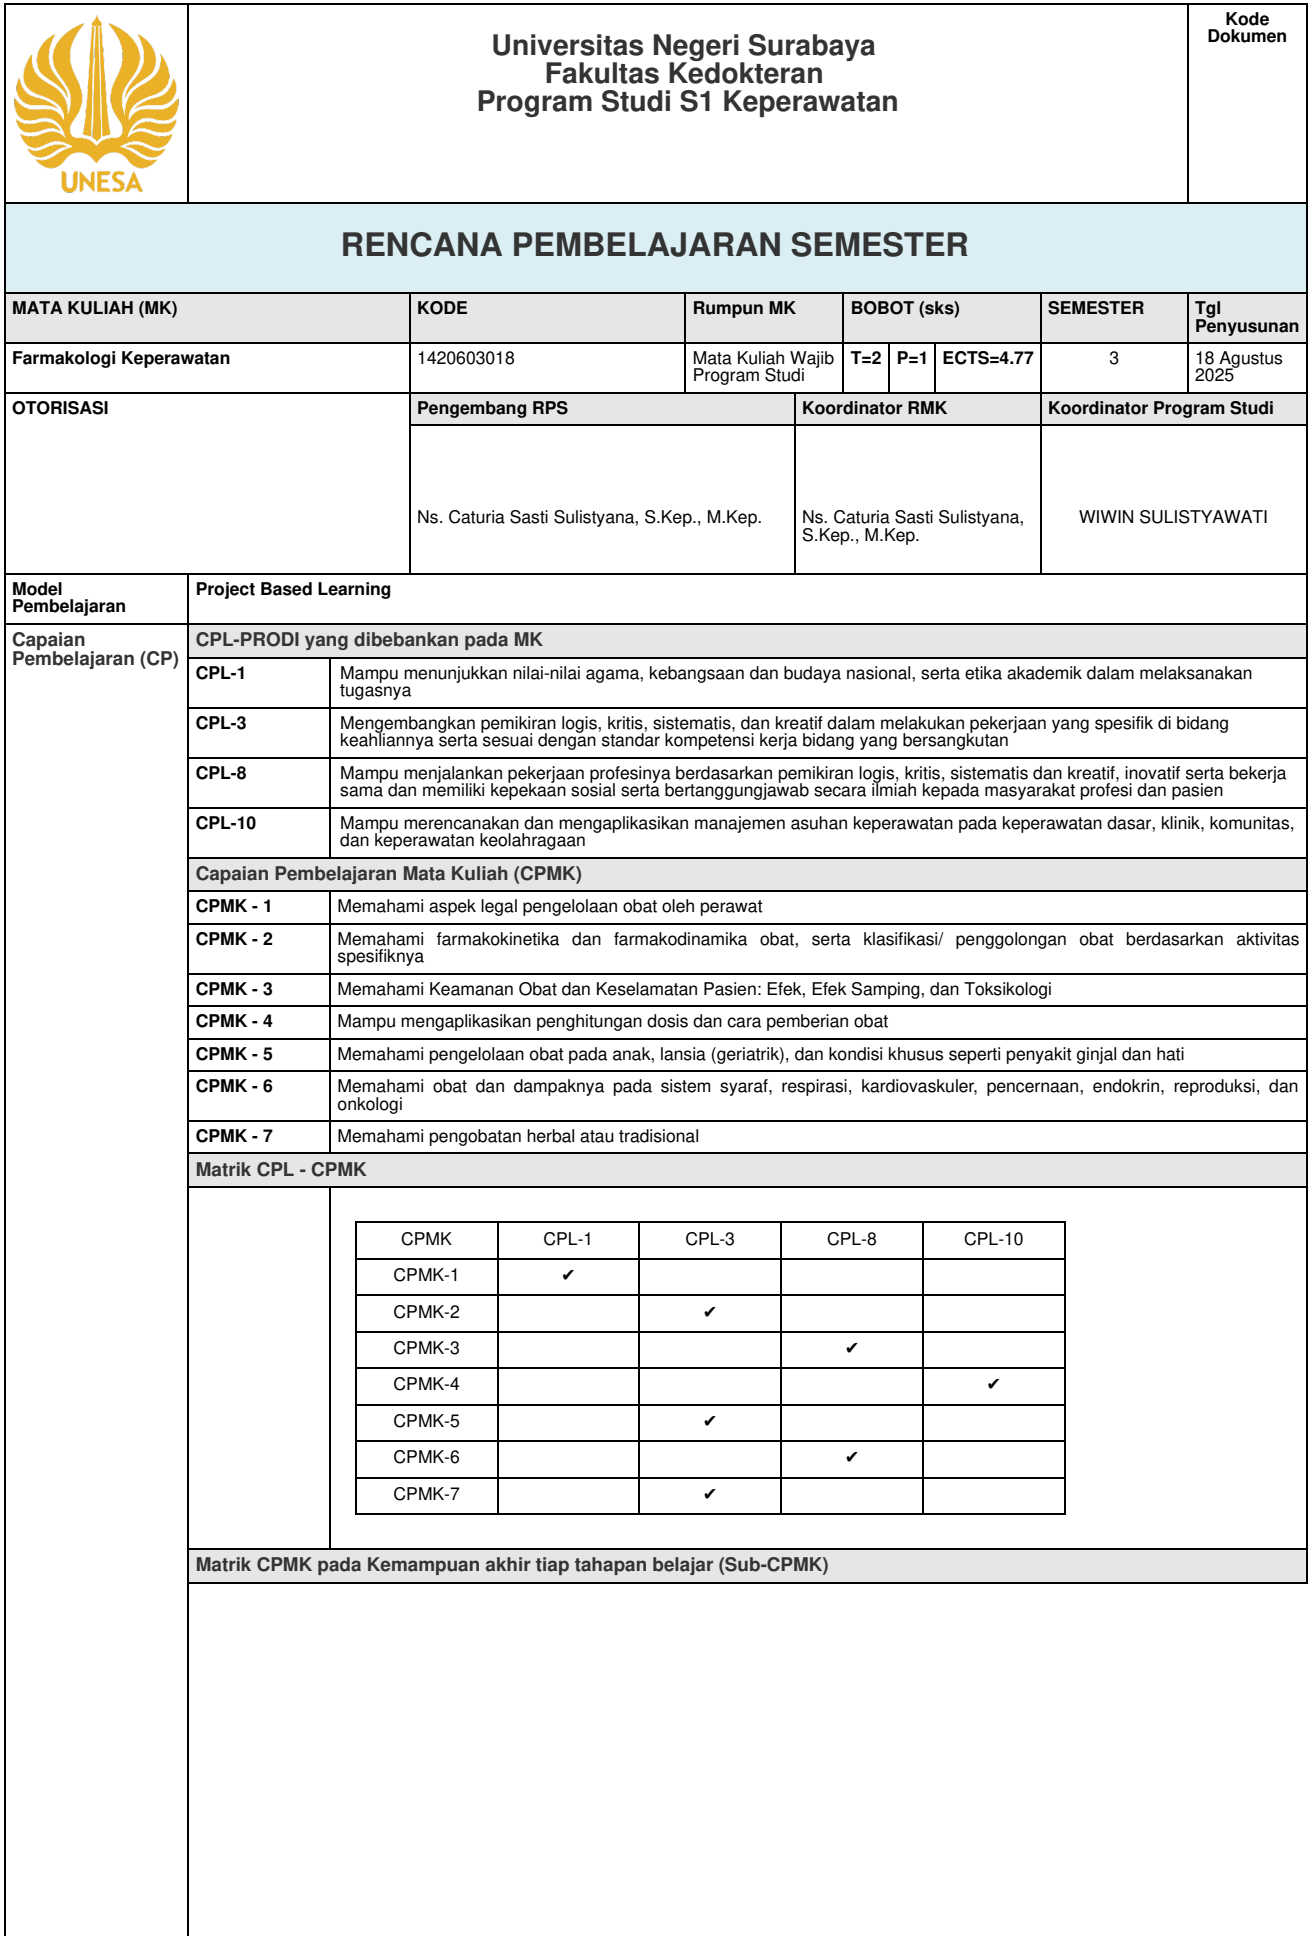 UNESA
Universitas Negeri Surabaya
Fakultas Kedokteran
Program Studi S1 Keperawatan
Kode
Dokumen
RENCANA PEMBELAJARAN SEMESTER
MATA KULIAH (MK) KODE Rumpun MK BOBOT (sks) SEMESTER Tgl
Penyusunan
Farmakologi Keperawatan 1420603018 Mata Kuliah Wajib T=2 P=1 ECTS=4.77 3 18 Agustus
Program Studi 2025
OTORISASI Pengembang RPS Koordinator RMK Koordinator Program Studi
Ns. Caturia Sasti Sulistyana, S.Kep., M.Kep. Ns. Caturia Sasti Sulistyana, WIWIN SULISTYAWATI
S.Kep., M.Kep.
Model Project Based Learning
Pembelajaran
Capaian CPL-PRODI yang dibebankan pada MK
Pembelajaran (CP)
CPL-1 Mampu menunjukkan nilai-nilai agama, kebangsaan dan budaya nasional, serta etika akademik dalam melaksanakan
tugasnya
CPL-3 Mengembangkan pemikiran logis, kritis, sistematis, dan kreatif dalam melakukan pekerjaan yang spesifik di bidang
keahliannya serta sesuai dengan standar kompetensi kerja bidang yang bersangkutan
CPL-8 Mampu menjalankan pekerjaan profesinya berdasarkan pemikiran logis, kritis, sistematis dan kreatif, inovatif serta bekerja
sama dan memiliki kepekaan sosial serta bertanggungjawab secara ilmiah kepada masyarakat profesi dan pasien
CPL-10 Mampu merencanakan dan mengaplikasikan manajemen asuhan keperawatan pada keperawatan dasar, klinik, komunitas,
dan keperawatan keolahragaan
Capaian Pembelajaran Mata Kuliah (CPMK)
CPMK - 1 Memahami aspek legal pengelolaan obat oleh perawat
CPMK - 2 Memahami farmakokinetika dan farmakodinamika obat, serta klasifikasi/ penggolongan obat berdasarkan aktivitas
spesifiknya
CPMK - 3 Memahami Keamanan Obat dan Keselamatan Pasien: Efek, Efek Samping, dan Toksikologi
CPMK - 4 Mampu mengaplikasikan penghitungan dosis dan cara pemberian obat
CPMK - 5 Memahami pengelolaan obat pada anak, lansia (geriatrik), dan kondisi khusus seperti penyakit ginjal dan hati
CPMK - 6 Memahami obat dan dampaknya pada sistem syaraf, respirasi, kardiovaskuler, pencernaan, endokrin, reproduksi, dan
onkologi
CPMK - 7 Memahami pengobatan herbal atau tradisional
Matrik CPL - CPMK
CPMK CPL-1 CPL-3 CPL-8 CPL-10
CPMK-1 ✔
CPMK-2 ✔
CPMK-3 ✔
CPMK-4 ✔
CPMK-5 ✔
CPMK-6 ✔
CPMK-7 ✔
Matrik CPMK pada Kemampuan akhir tiap tahapan belajar (Sub-CPMK)